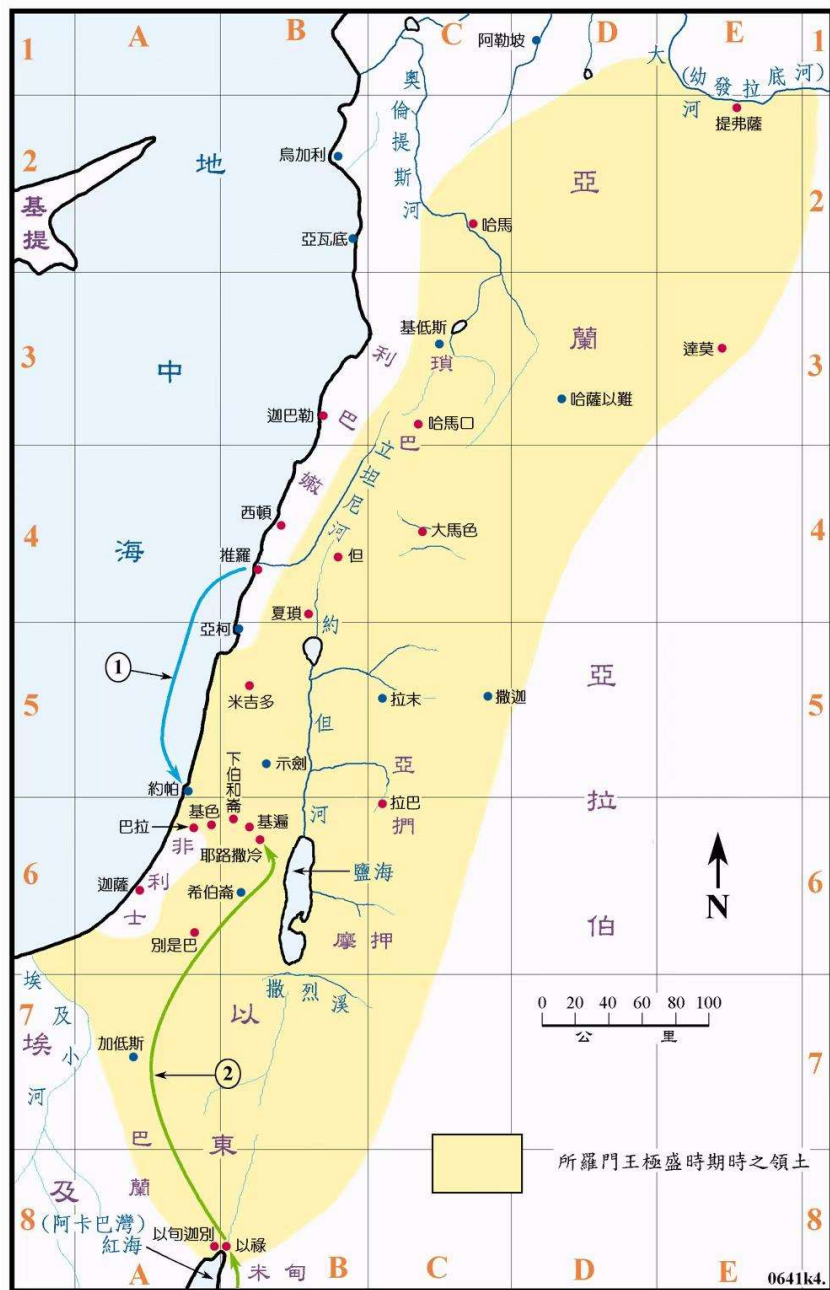 A B C D E
1 1
阿勒坡
大河
(幼發拉底河)
提弗薩
奧倫提斯河
2 2
地中海
烏加利
亞蘭
基提
哈馬
亞瓦底
3 3
基低斯
達莫
利巴嫩
瑣巴
哈薩以難
迦巴勒
哈馬口
立坦尼河
4 4
西頓
大馬色
推羅
但
夏瑣
亞柯
約但河
1
5 5
米吉多
拉末
撒迦
亞拉伯
下伯和崙
示劍
亞捫
約帕
基色
基遍
拉巴
巴拉
非利士
耶路撒冷
N
6 6
迦薩
希伯崙
鹽海
別是巴
摩押
撒烈溪
埃及小河
0 20 40 60 80 100
公里
7 7
埃及
以東
加低斯
2
巴蘭
所羅門王極盛時期時之領土
8 8
(阿卡巴灣)
紅海
以旬迦別
以祿
米甸
A B C D E
0641k4.